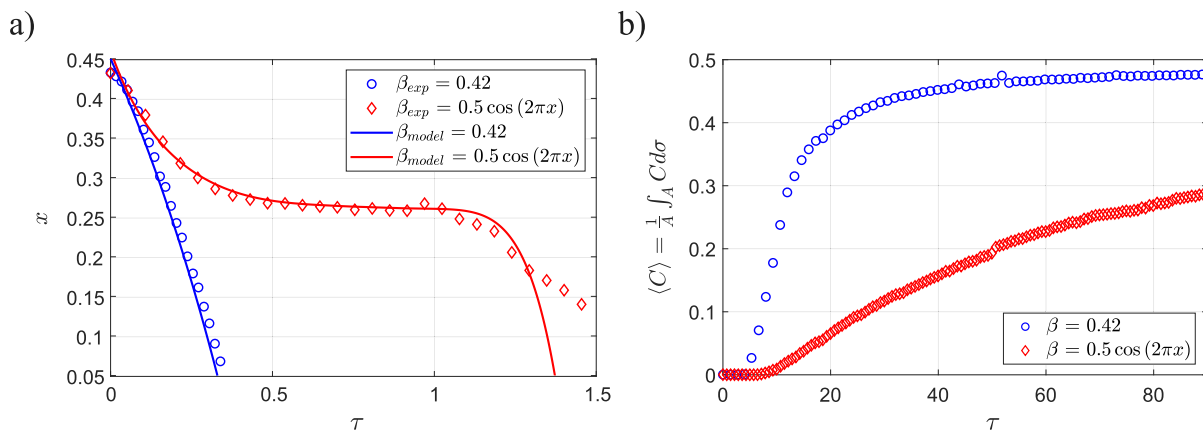 a)
0.45
0.4
0.35
0.3
0.25
0.2
0.15
0.1
0.05
x
0
0.5
1
1.5
τ
β_exp = 0.42
β_exp = 0.5 cos (2πx)
β_model = 0.42
β_model = 0.5 cos (2πx)
b)
0.5
0.4
0.3
0.2
0.1
0
⟨C⟩ = 1/A ∫_A Cdσ
0
20
40
60
80
τ
β = 0.42
β = 0.5 cos (2πx)